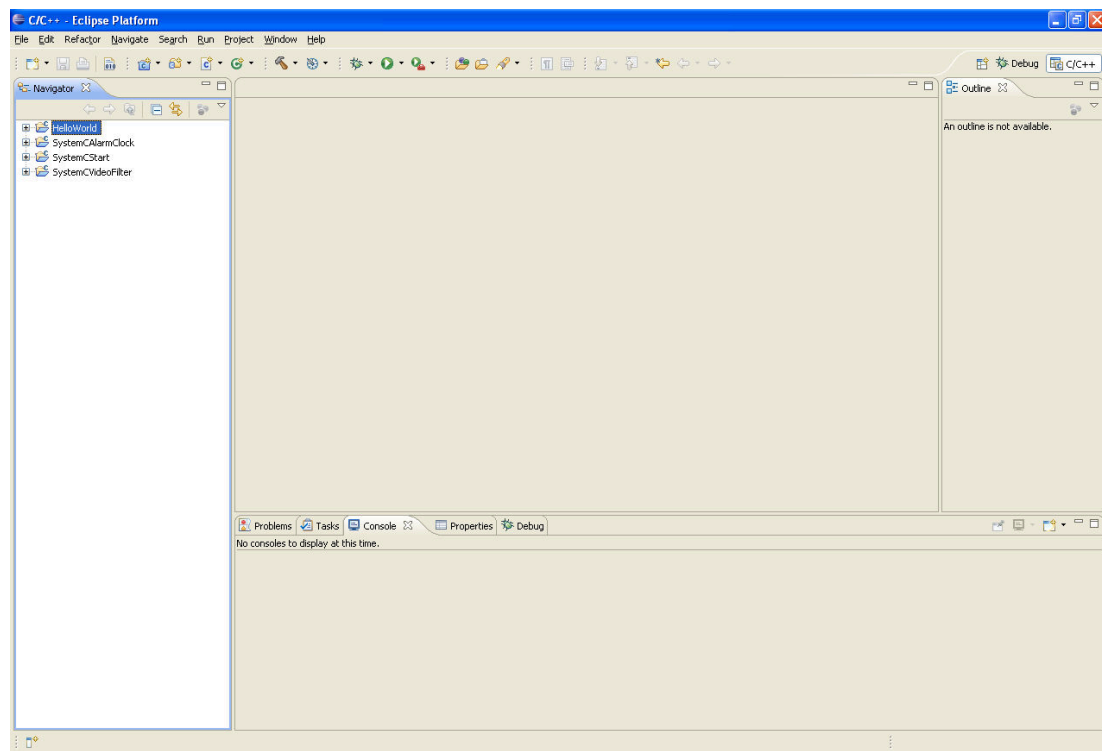 C/C++ - Eclipse Platform
File Edit Refactor Navigate Search Run Project Window Help
Debug C/C++
Navigator
HelloWorld
SystemCAlarmClock
SystemCStart
SystemCVideoFilter
Outline
An outline is not available.
Problems Tasks Console Properties Debug
No consoles to display at this time.